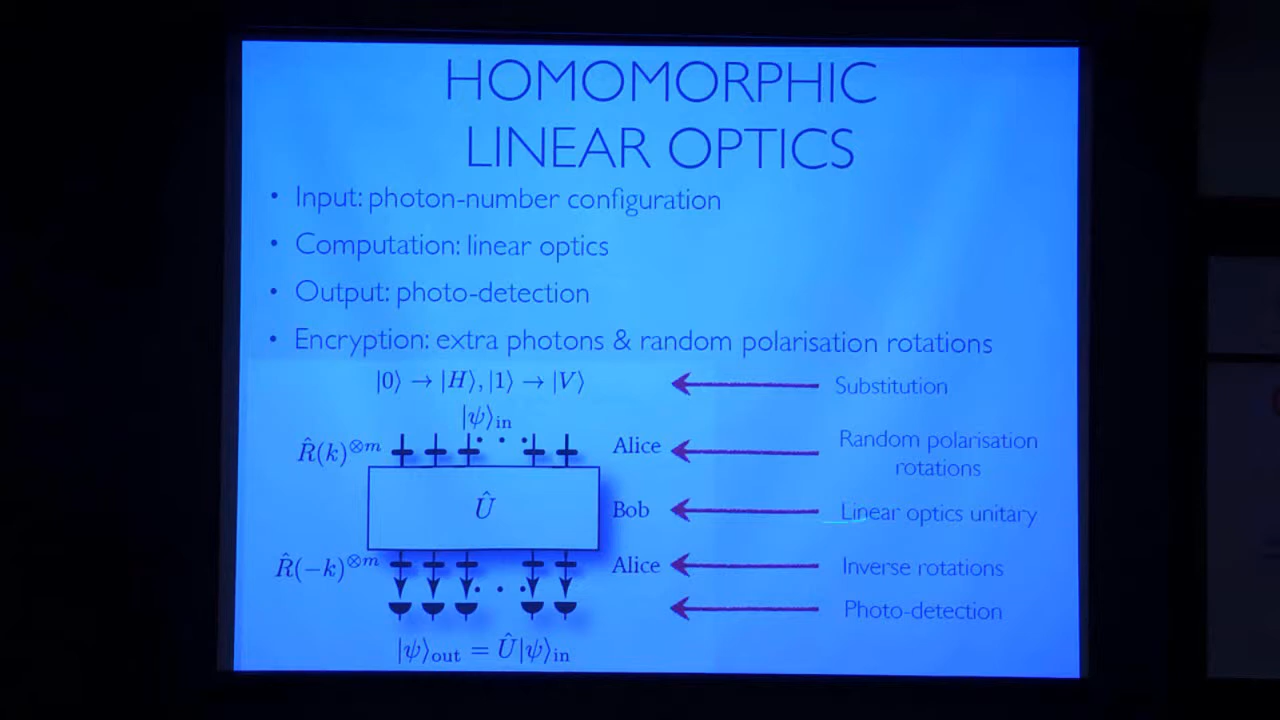 HOMOMORPHIC
LINEAR OPTICS
• Input: photon-number configuration
• Computation: linear optics
• Output: photo-detection
• Encryption: extra photons & random polarisation rotations
|0⟩ → |H⟩, |1⟩ → |V⟩
Substitution
|ψ⟩in
R̂(k)⊗m
Alice
Random polarisation
rotations
Û
Bob
Linear optics unitary
R̂(−k)⊗m
Alice
Inverse rotations
Photo-detection
|ψ⟩out = Û|ψ⟩in